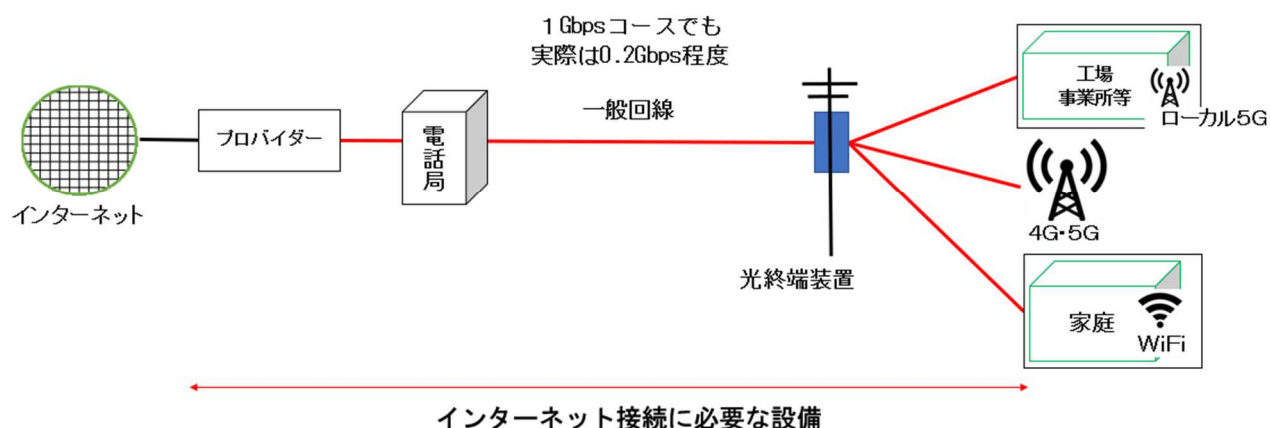 1Gbpsコースでも
実際は0.2Gbps程度
一般回線
プロバイダー
電話局
インターネット
光終端装置
工場
事業所等
ローカル5G
4G・5G
家庭
WiFi
インターネット接続に必要な設備